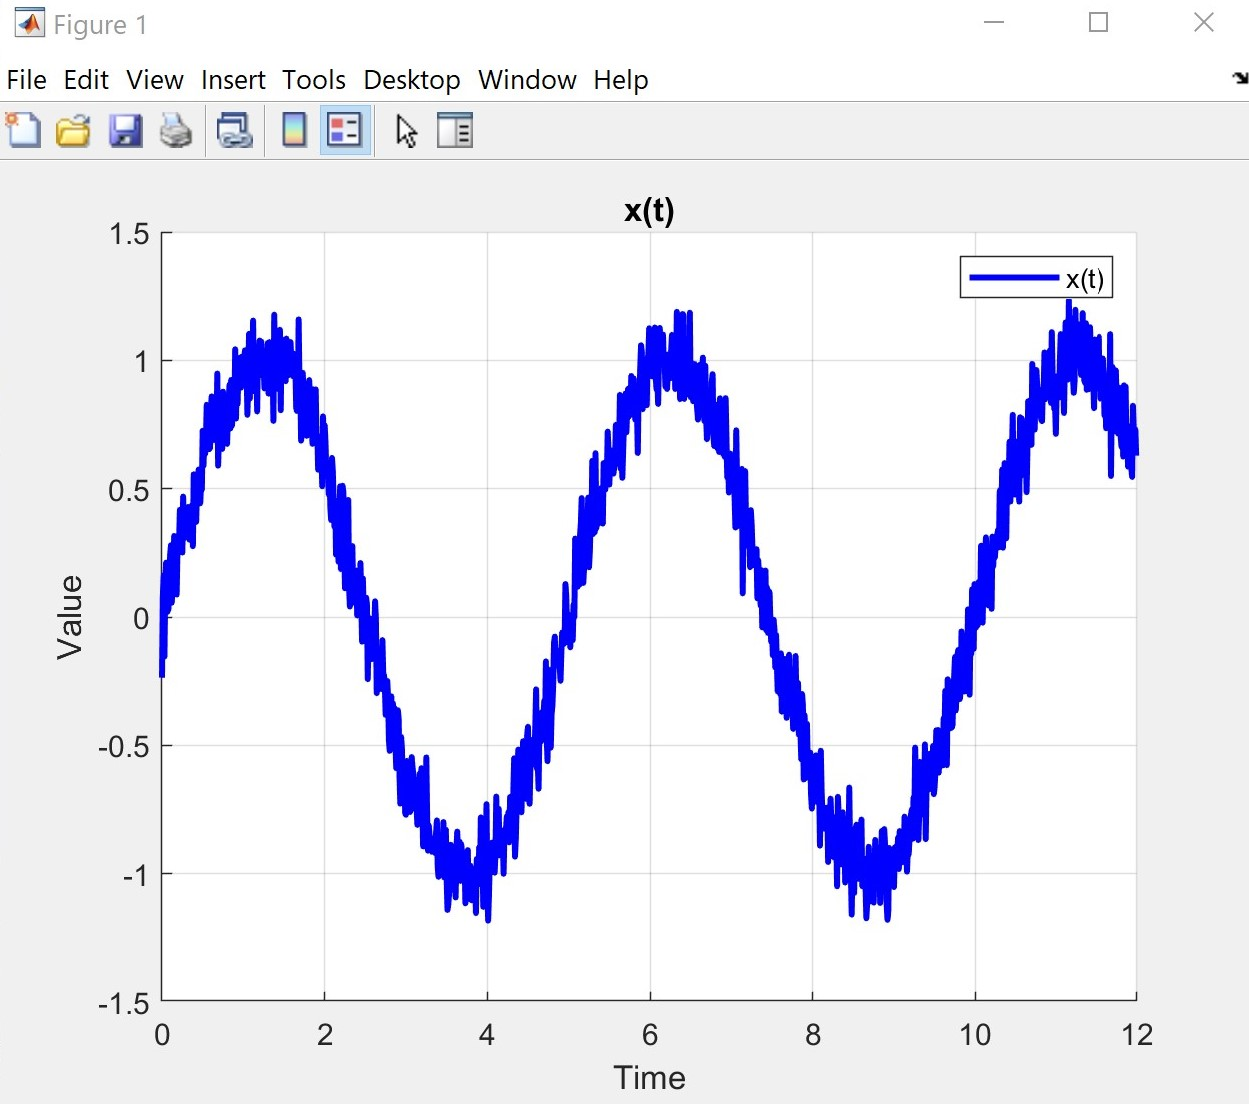 Figure 1
File Edit View Insert Tools Desktop Window Help
x(t)
1.5
x(t)
1
0.5
0
-0.5
-1
-1.5
Value
0 2 4 6 8 10 12
Time